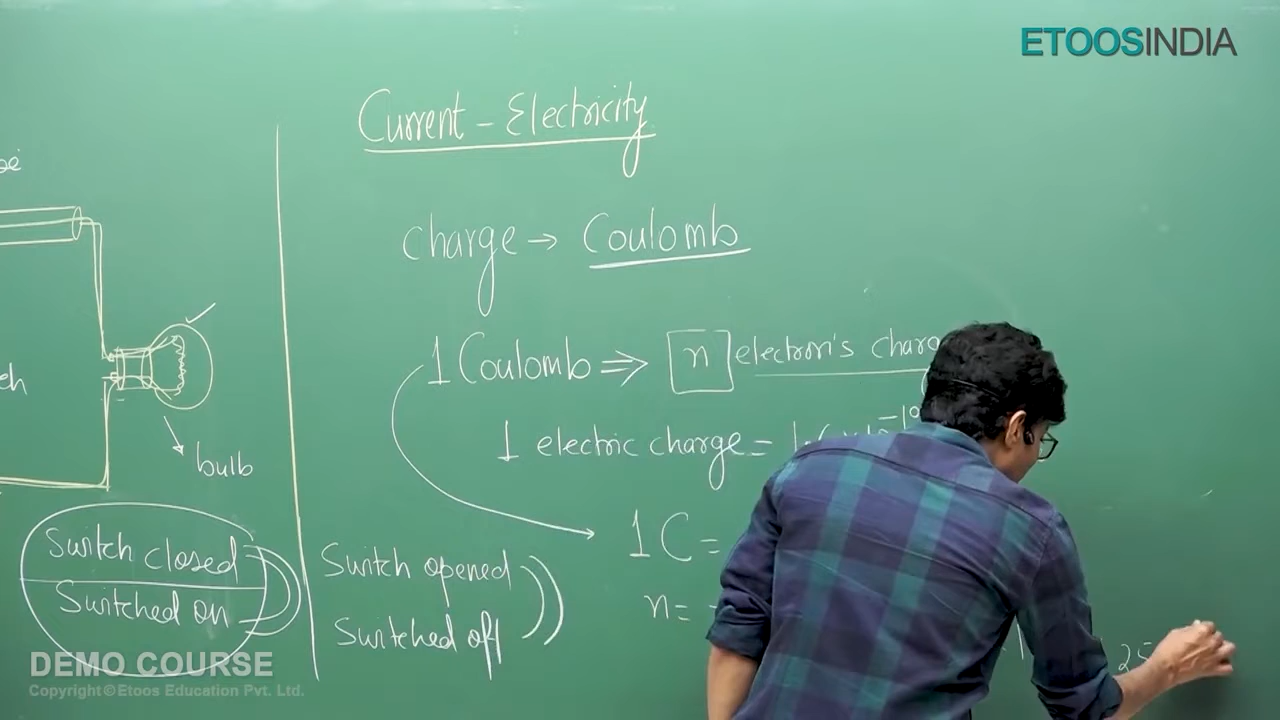 ETOOSINDIA
Current - Electricity
Charge → Coulomb
1 Coulomb ⇒ n electron's
1 electric charge =
bulb
1 C =
n =
Switch closed
Switched on
Switch opened
Switched off
DEMO COURSE
Copyright © Etoos Education Pvt. Ltd.